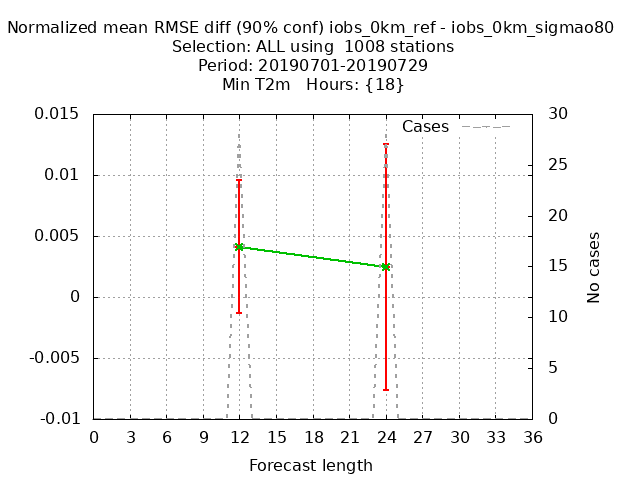 Normalized mean RMSE diff (90% conf) iobs_0km_ref - iobs_0km_sigmao80
Selection: ALL using  1008 stations
Period: 20190701-20190729
Min T2m   Hours: {18}
0.015
0.01
0.005
0
-0.005
-0.01
Cases
30
25
20
15
10
5
0
No cases
0 3 6 9 12 15 18 21 24 27 30 33 36
Forecast length